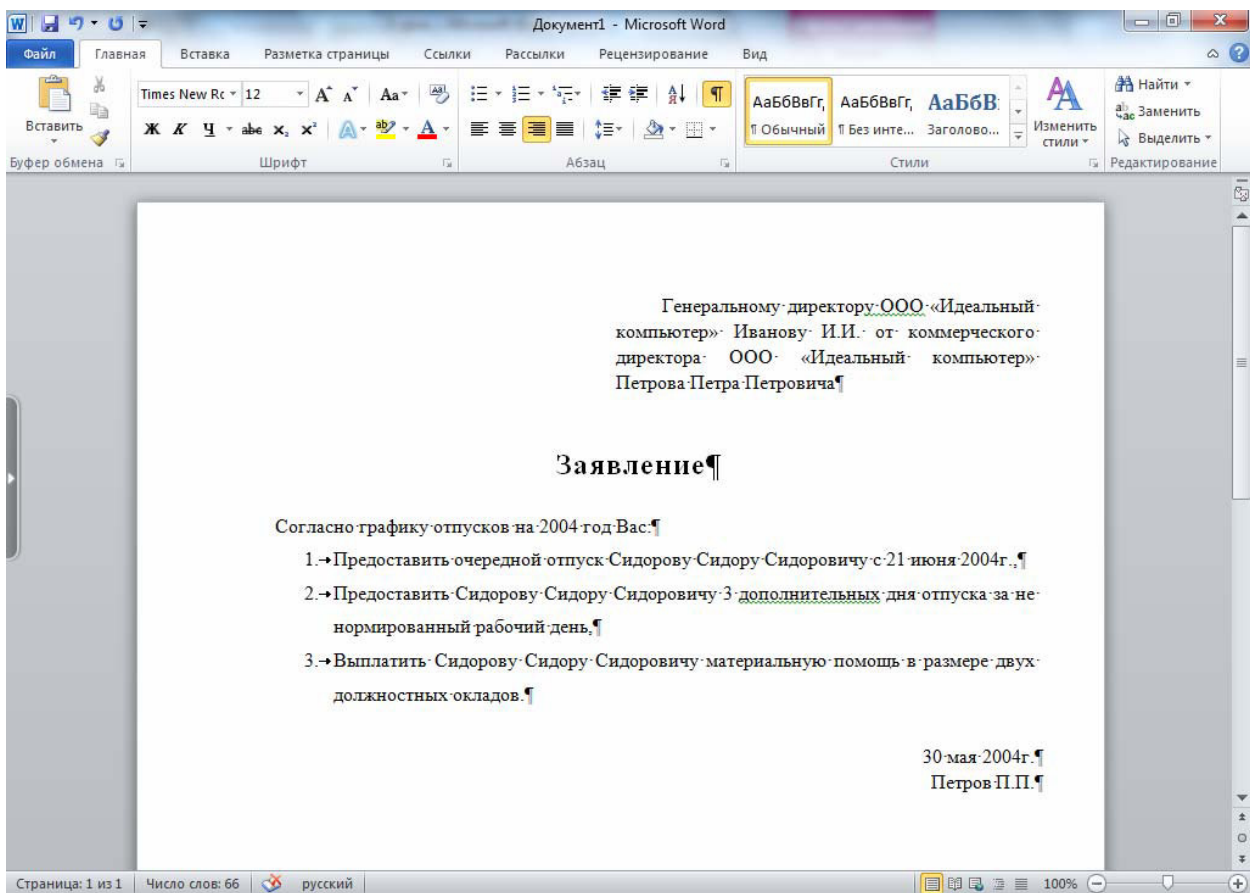 Документ1 - Microsoft Word
Файл Главная Вставка Разметка страницы Ссылки Рассылки Рецензирование Вид
Вставить
Буфер обмена
Times New Rc 12
Ж К Ч abc x₂ x²
Шрифт
Абзац
АаБбВвГг, АаБбВвГг, АаБбВ
¶ Обычный ¶ Без инте... Заголово...
Изменить стили
Стили
Найти
Заменить
Выделить
Редактирование
Генеральному директору ООО «Идеальный
компьютер» Иванову И.И. от коммерческого
директора ООО «Идеальный компьютер»
Петрова Петра Петровича¶
Заявление¶
Согласно графику отпусков на 2004 год Вас:¶
1.→Предоставить очередной отпуск Сидорову Сидору Сидоровичу с 21 июня 2004г.,¶
2.→Предоставить Сидорову Сидору Сидоровичу 3 дополнительных дня отпуска за не
нормированный рабочий день,¶
3.→Выплатить Сидорову Сидору Сидоровичу материальную помощь в размере двух
должностных окладов.¶
30 мая 2004г.¶
Петров П.П.¶
Страница: 1 из 1 Число слов: 66 русский 100%